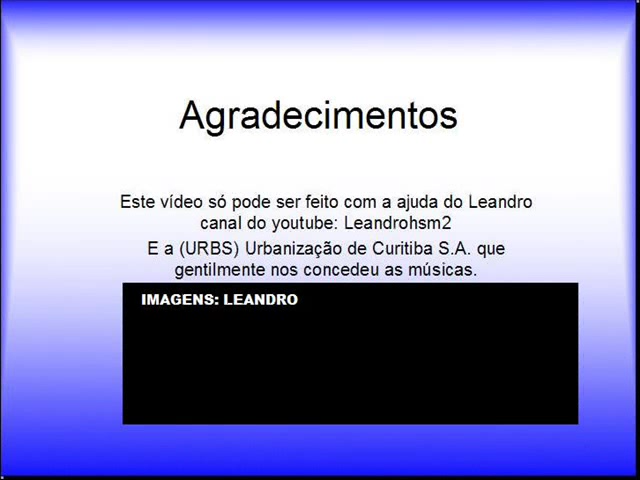 Agradecimentos
Este vídeo só pode ser feito com a ajuda do Leandro
canal do youtube: Leandrohsm2
E a (URBS) Urbanização de Curitiba S.A. que
gentilmente nos concedeu as músicas.
IMAGENS: LEANDRO